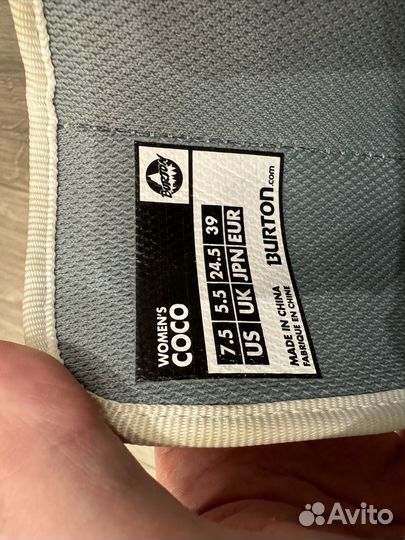 BURTON
WOMEN'S
COCO
7.5 5.5 24.5 39
US UK JPN EUR
BURTON.com
MADE IN CHINA
FABRIQUE EN CHINE
Avito